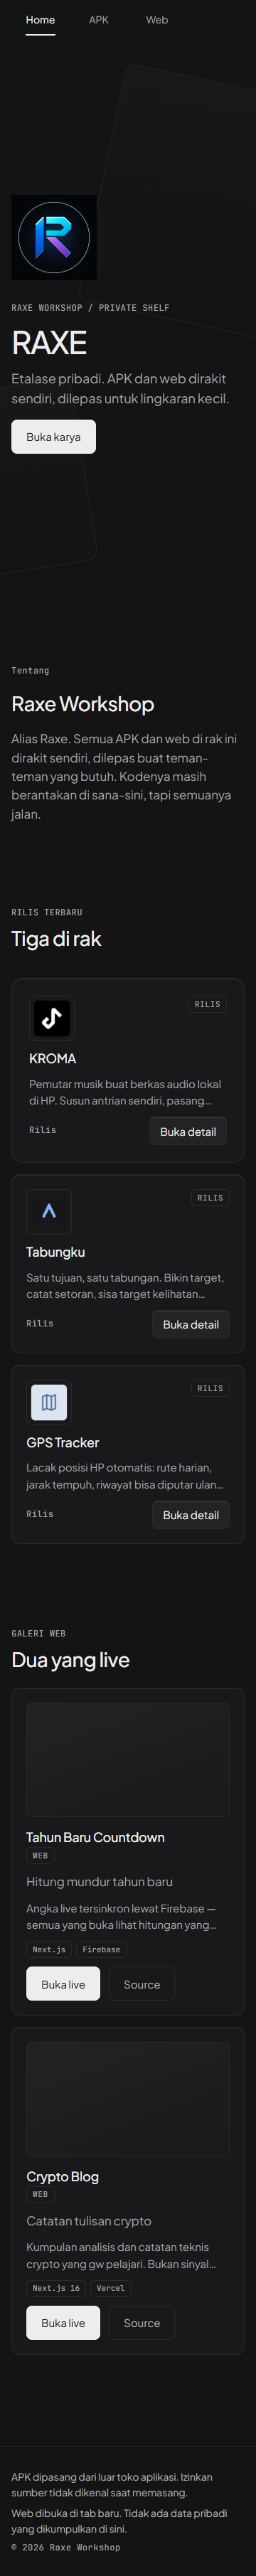 Home APK Web
RAXE WORKSHOP / PRIVATE SHELF
RAXE
Etalase pribadi. APK dan web dirakit
sendiri, dilepas untuk lingkaran kecil.
Buka karya
Tentang
Raxe Workshop
Alias Raxe. Semua APK dan web di rak ini
dirakit sendiri, dilepas buat teman-
teman yang butuh. Kodenya masih
berantakan di sana-sini, tapi semuanya
jalan.
RILIS TERBARU
Tiga di rak
RILIS
KROMA
Pemutar musik buat berkas audio lokal
di HP. Susun antrian sendiri, pasang…
Rilis Buka detail
RILIS
Tabungku
Satu tujuan, satu tabungan. Bikin target,
catat setoran, sisa target kelihatan…
Rilis Buka detail
RILIS
GPS Tracker
Lacak posisi HP otomatis: rute harian,
jarak tempuh, riwayat bisa diputar ulan…
Rilis Buka detail
GALERI WEB
Dua yang live
Tahun Baru Countdown
WEB
Hitung mundur tahun baru
Angka live tersinkron lewat Firebase —
semua yang buka lihat hitungan yang…
Next.js Firebase
Buka live Source
Crypto Blog
WEB
Catatan tulisan crypto
Kumpulan analisis dan catatan teknis
crypto yang gw pelajari. Bukan sinyal…
Next.js 16 Vercel
Buka live Source
APK dipasang dari luar toko aplikasi. Izinkan
sumber tidak dikenal saat memasang.
Web dibuka di tab baru. Tidak ada data pribadi
yang dikumpulkan di sini.
© 2026 Raxe Workshop